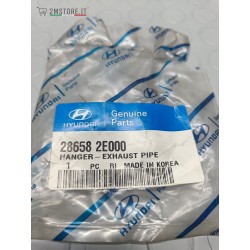 2MSTORE.IT
HYUNDAI
Genuine
Parts
28658 2E000
HANGER-EXHAUST PIPE
1 PC RI MADE IN KOREA